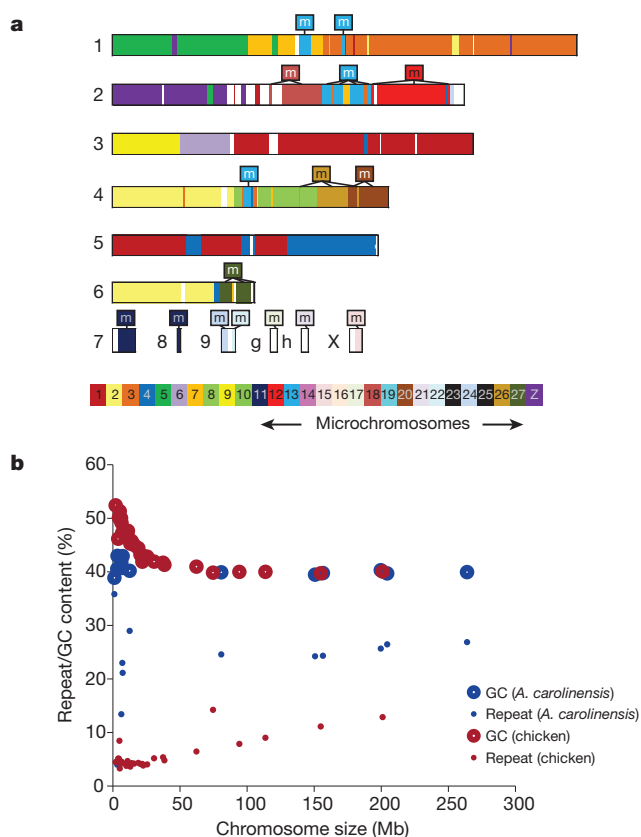 a
m m
1
m m m
2
3
m m m
4
5
m
6
m m m m m m m
7 8 9 g h X
1 2 3 4 5 6 7 8 9 10 11 12 13 14 15 16 17 18 19 20 21 22 23 24 25 26 27 Z
Microchromosomes
b
60
50
40
30
20
10
0
Repeat/GC content (%)
GC (A. carolinensis)
Repeat (A. carolinensis)
GC (chicken)
Repeat (chicken)
0 50 100 150 200 250 300
Chromosome size (Mb)